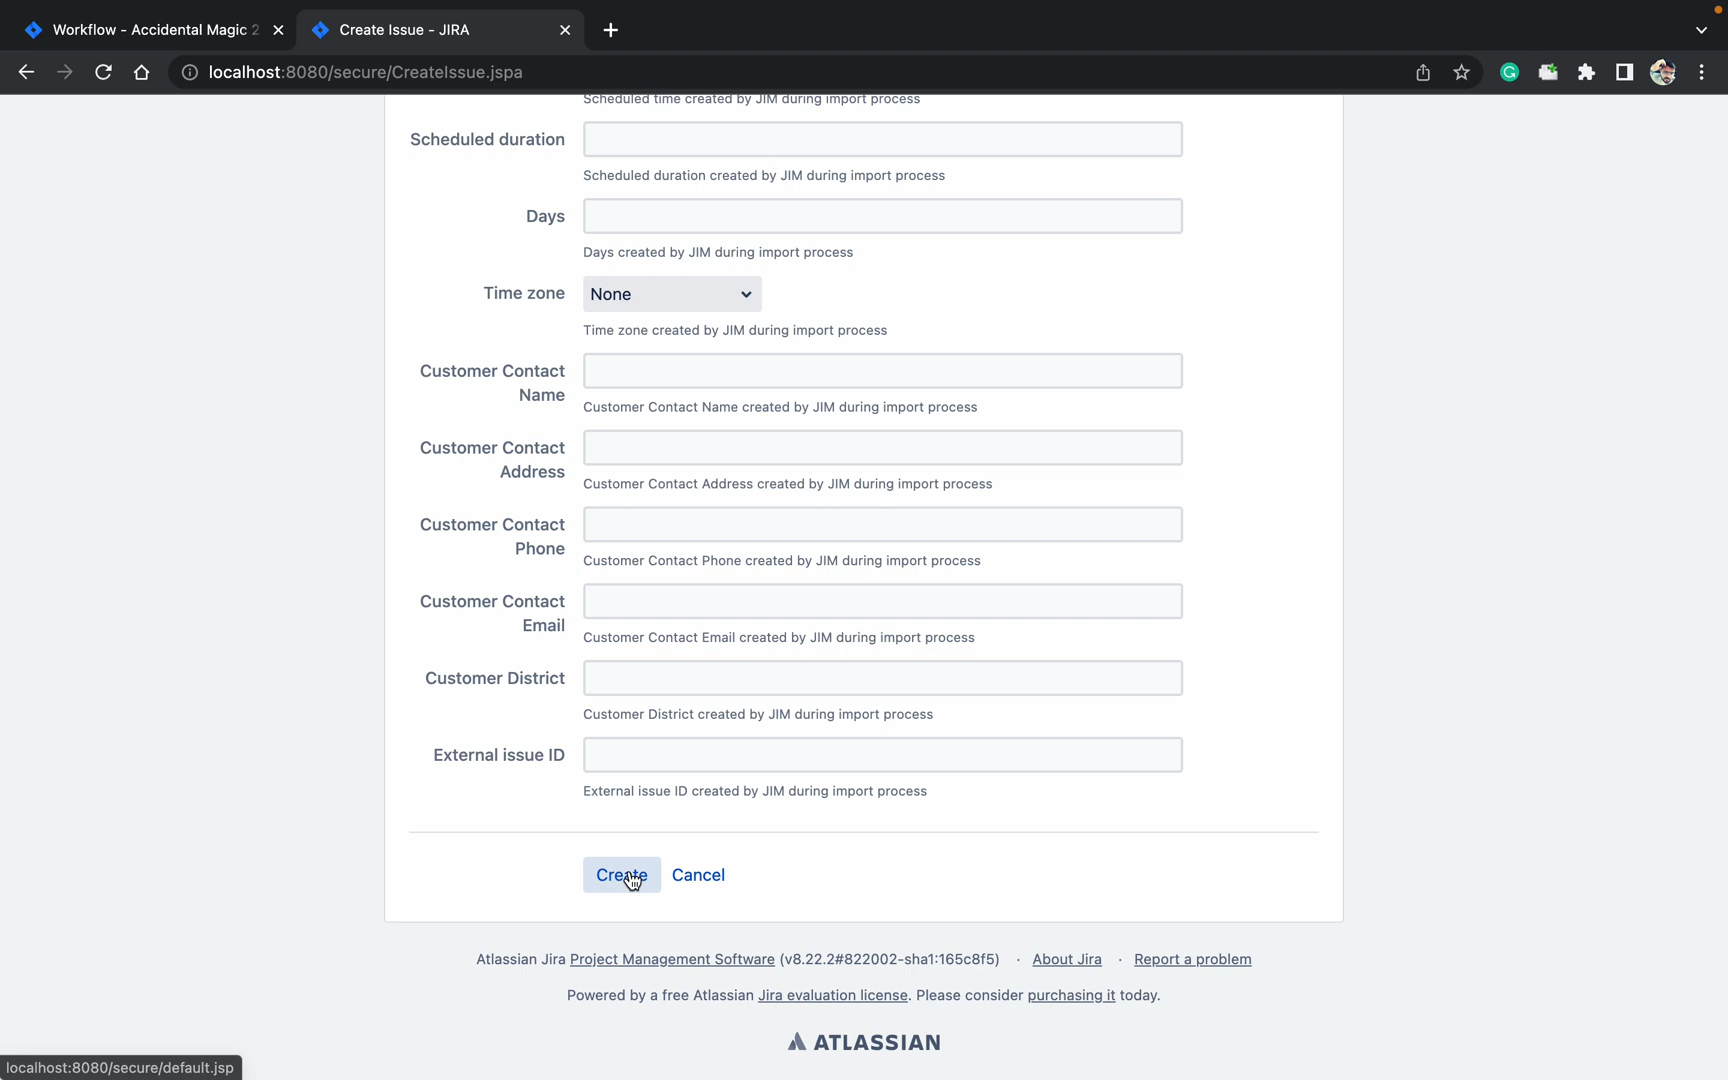 Workflow - Accidental Magic 2
Create Issue - JIRA
localhost:8080/secure/CreateIssue.jspa
Scheduled time created by JIM during import process
Scheduled duration
Scheduled duration created by JIM during import process
Days
Days created by JIM during import process
Time zone
None
Time zone created by JIM during import process
Customer Contact
Name
Customer Contact Name created by JIM during import process
Customer Contact
Address
Customer Contact Address created by JIM during import process
Customer Contact
Phone
Customer Contact Phone created by JIM during import process
Customer Contact
Email
Customer Contact Email created by JIM during import process
Customer District
Customer District created by JIM during import process
External issue ID
External issue ID created by JIM during import process
Create Cancel
Atlassian Jira Project Management Software (v8.22.2#822002-sha1:165c8f5) · About Jira · Report a problem
Powered by a free Atlassian Jira evaluation license. Please consider purchasing it today.
ATLASSIAN
localhost:8080/secure/default.jsp